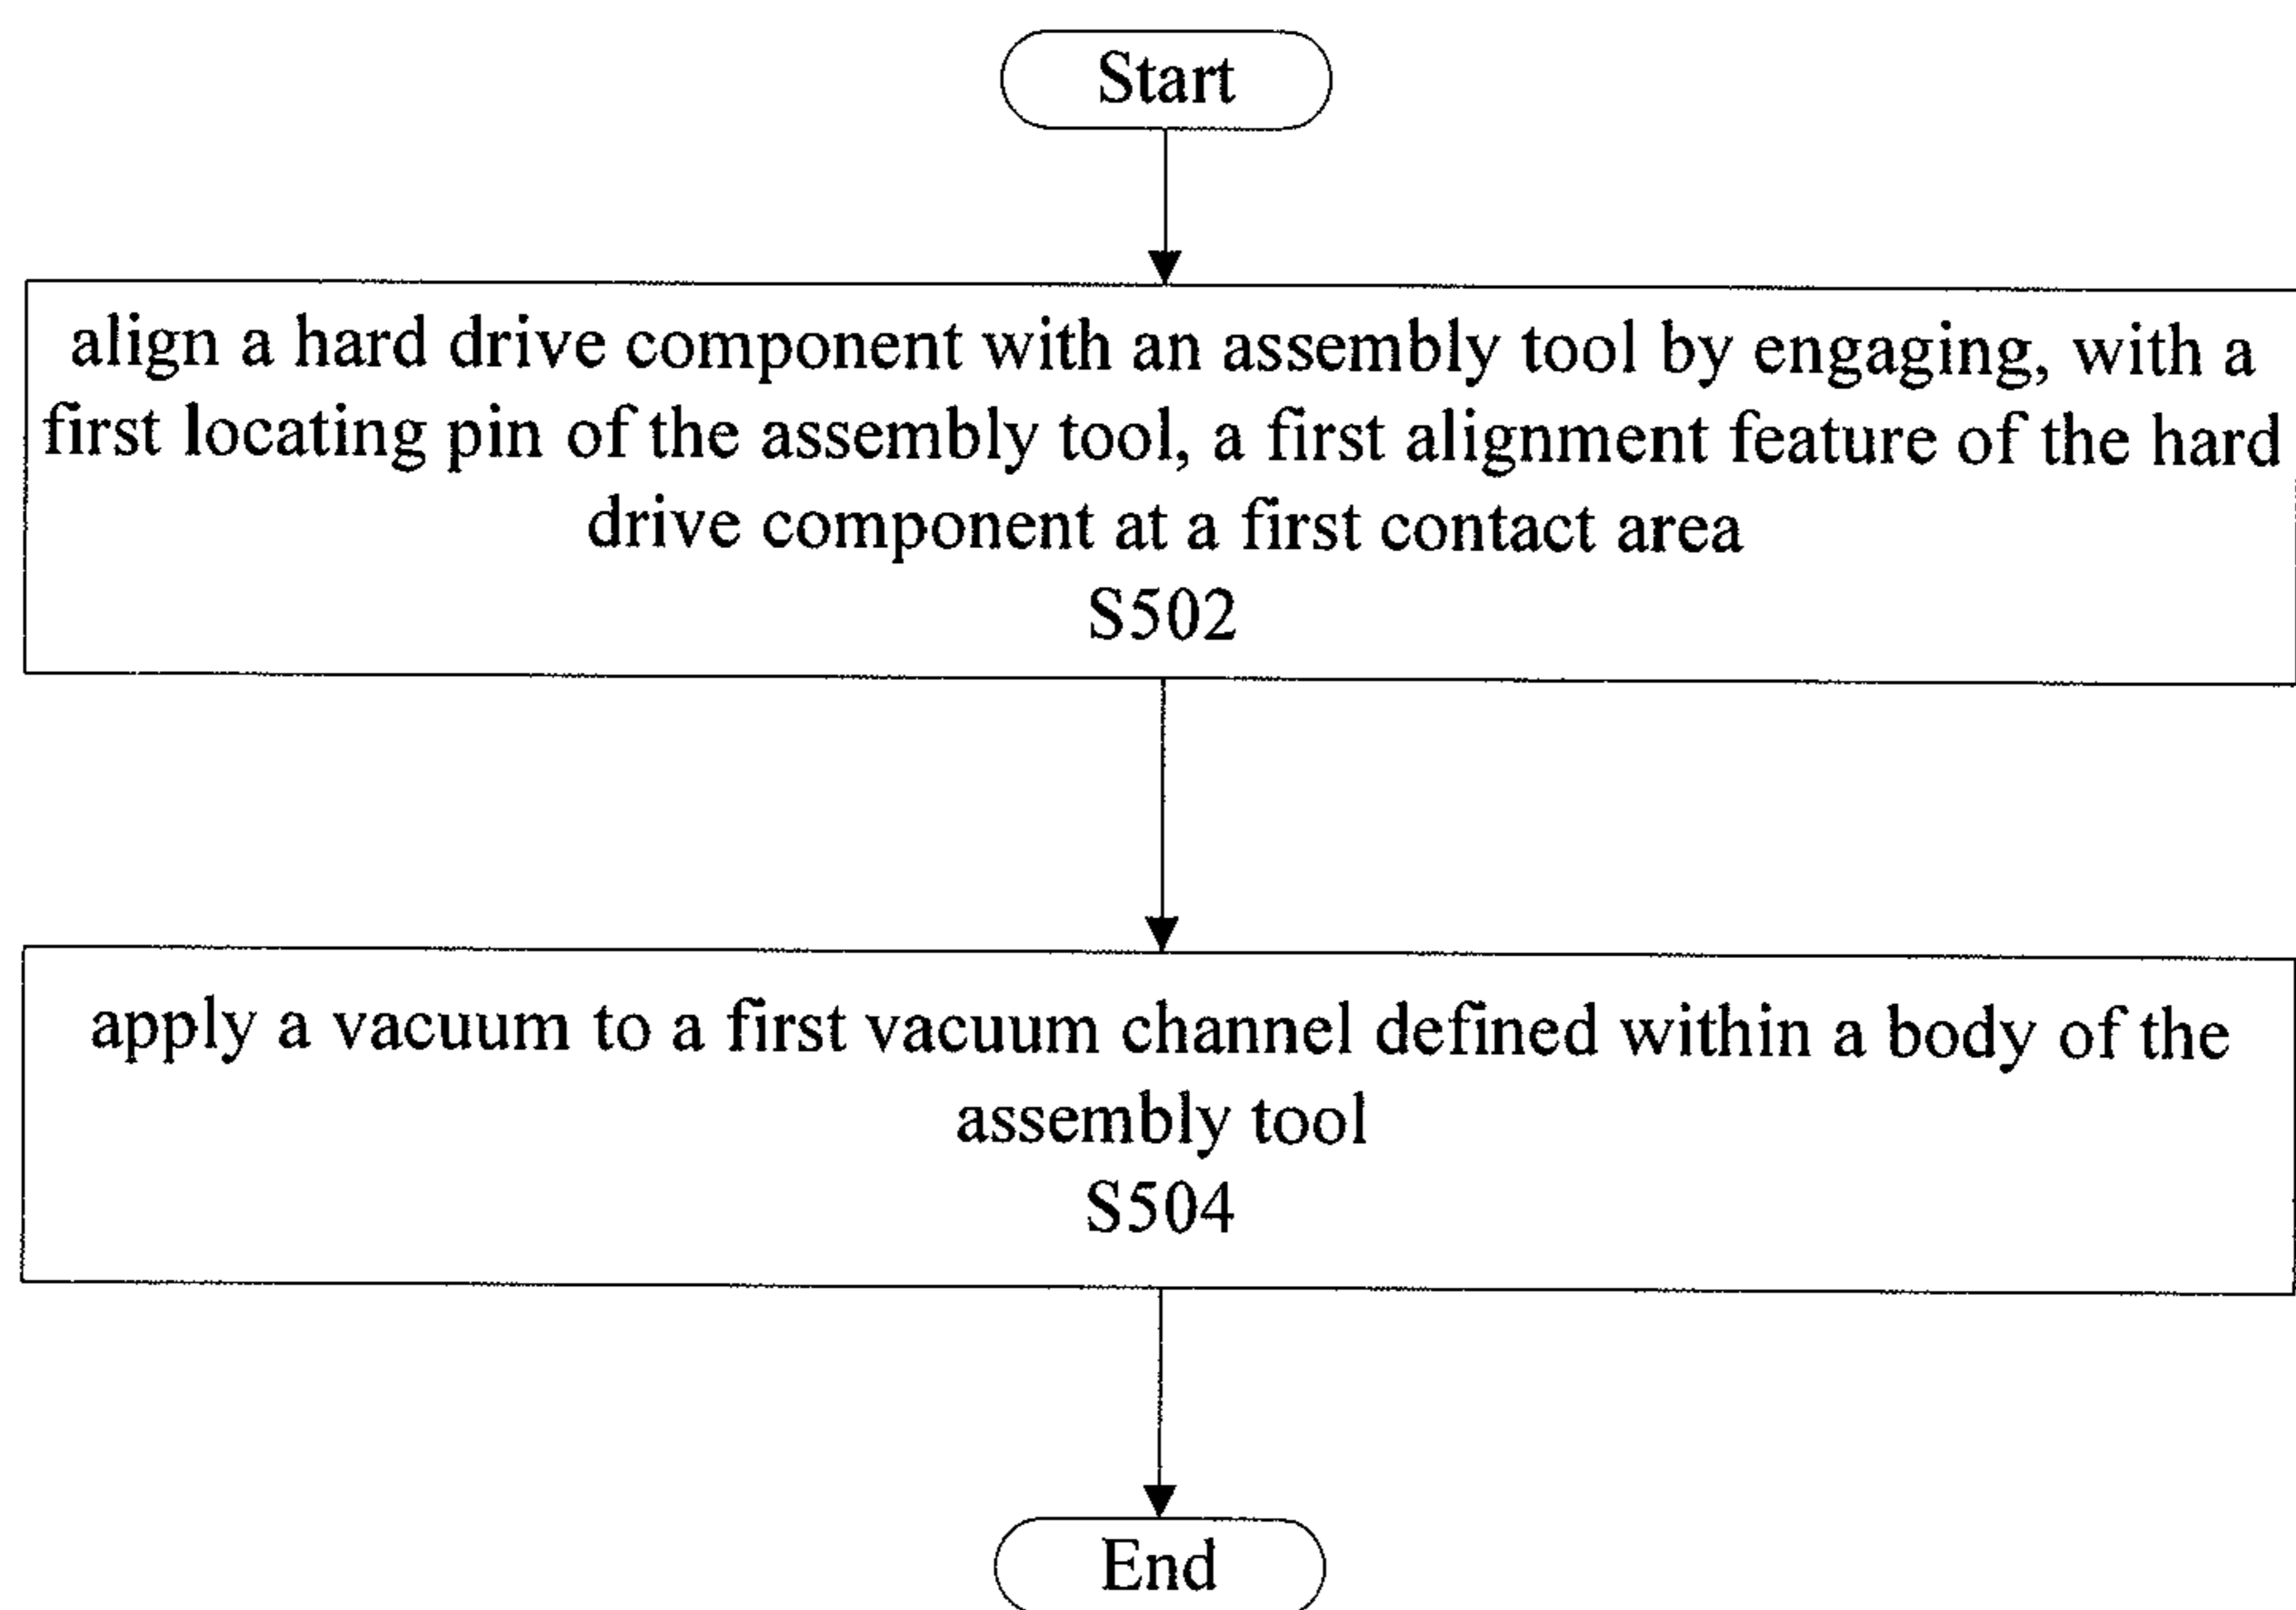 Start
align a hard drive component with an assembly tool by engaging, with a
first locating pin of the assembly tool, a first alignment feature of the hard
drive component at a first contact area
S502
apply a vacuum to a first vacuum channel defined within a body of the
assembly tool
S504
End